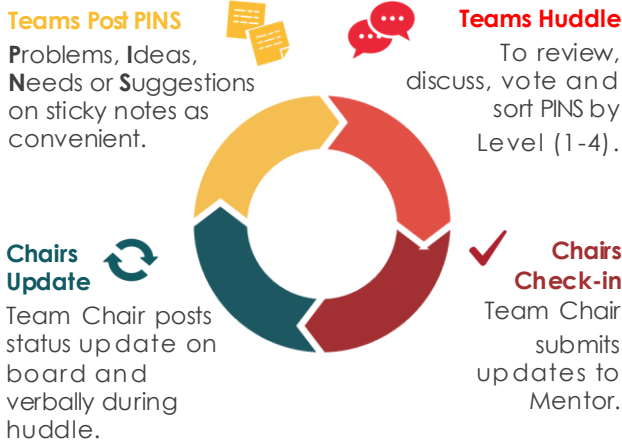 Teams Post PINS
Problems, Ideas,
Needs or Suggestions
on sticky notes as
convenient.
Teams Huddle
To review,
discuss, vote and
sort PINS by
Level (1-4).
Chairs
Check-in
Team Chair
submits
updates to
Mentor.
Chairs
Update
Team Chair posts
status update on
board and
verbally during
huddle.